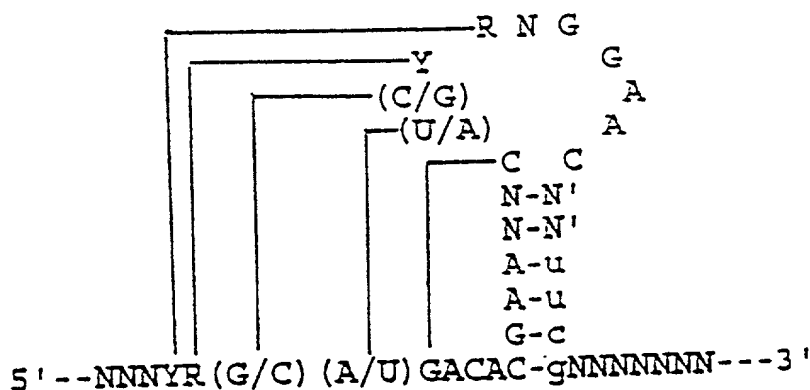 R N G
Y G
(C/G) A
(U/A) A
C C
N-N'
N-N'
A-u
A-u
G-c
5'--NNNYR(G/C)(A/U)GACAC-gNNNNNNN---3'